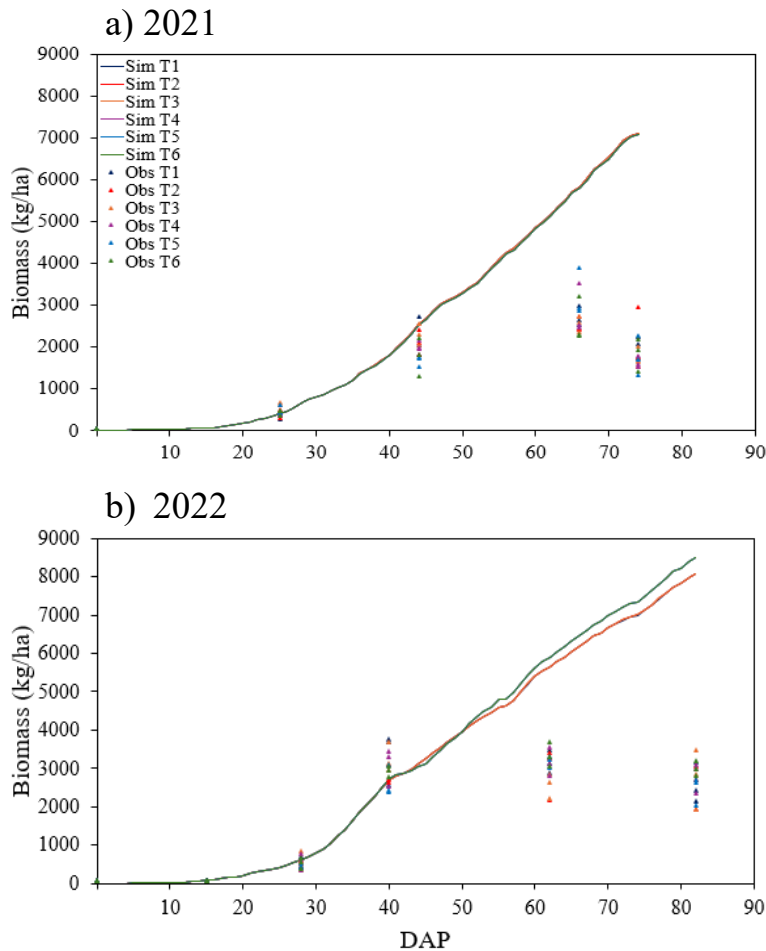 a) 2021
9000
8000
7000
6000
5000
4000
3000
2000
1000
0
Biomass (kg/ha)
Sim T1
Sim T2
Sim T3
Sim T4
Sim T5
Sim T6
Obs T1
Obs T2
Obs T3
Obs T4
Obs T5
Obs T6
10 20 30 40 50 60 70 80 90
b) 2022
9000
8000
7000
6000
5000
4000
3000
2000
1000
0
Biomass (kg/ha)
10 20 30 40 50 60 70 80 90
DAP